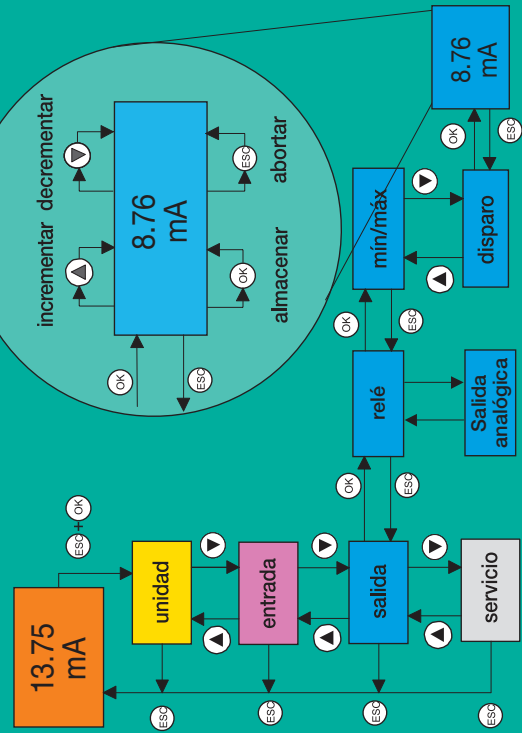 13.75
mA
ESC + OK
unidad
ESC
entrada
ESC
salida
ESC
servicio
ESC
OK
ESC
relé
Salida
analógica
OK
ESC
mín/máx
disparo
OK
ESC
8.76
mA
incrementar
decrementar
OK
ESC
8.76
mA
OK
ESC
almacenar
abortar